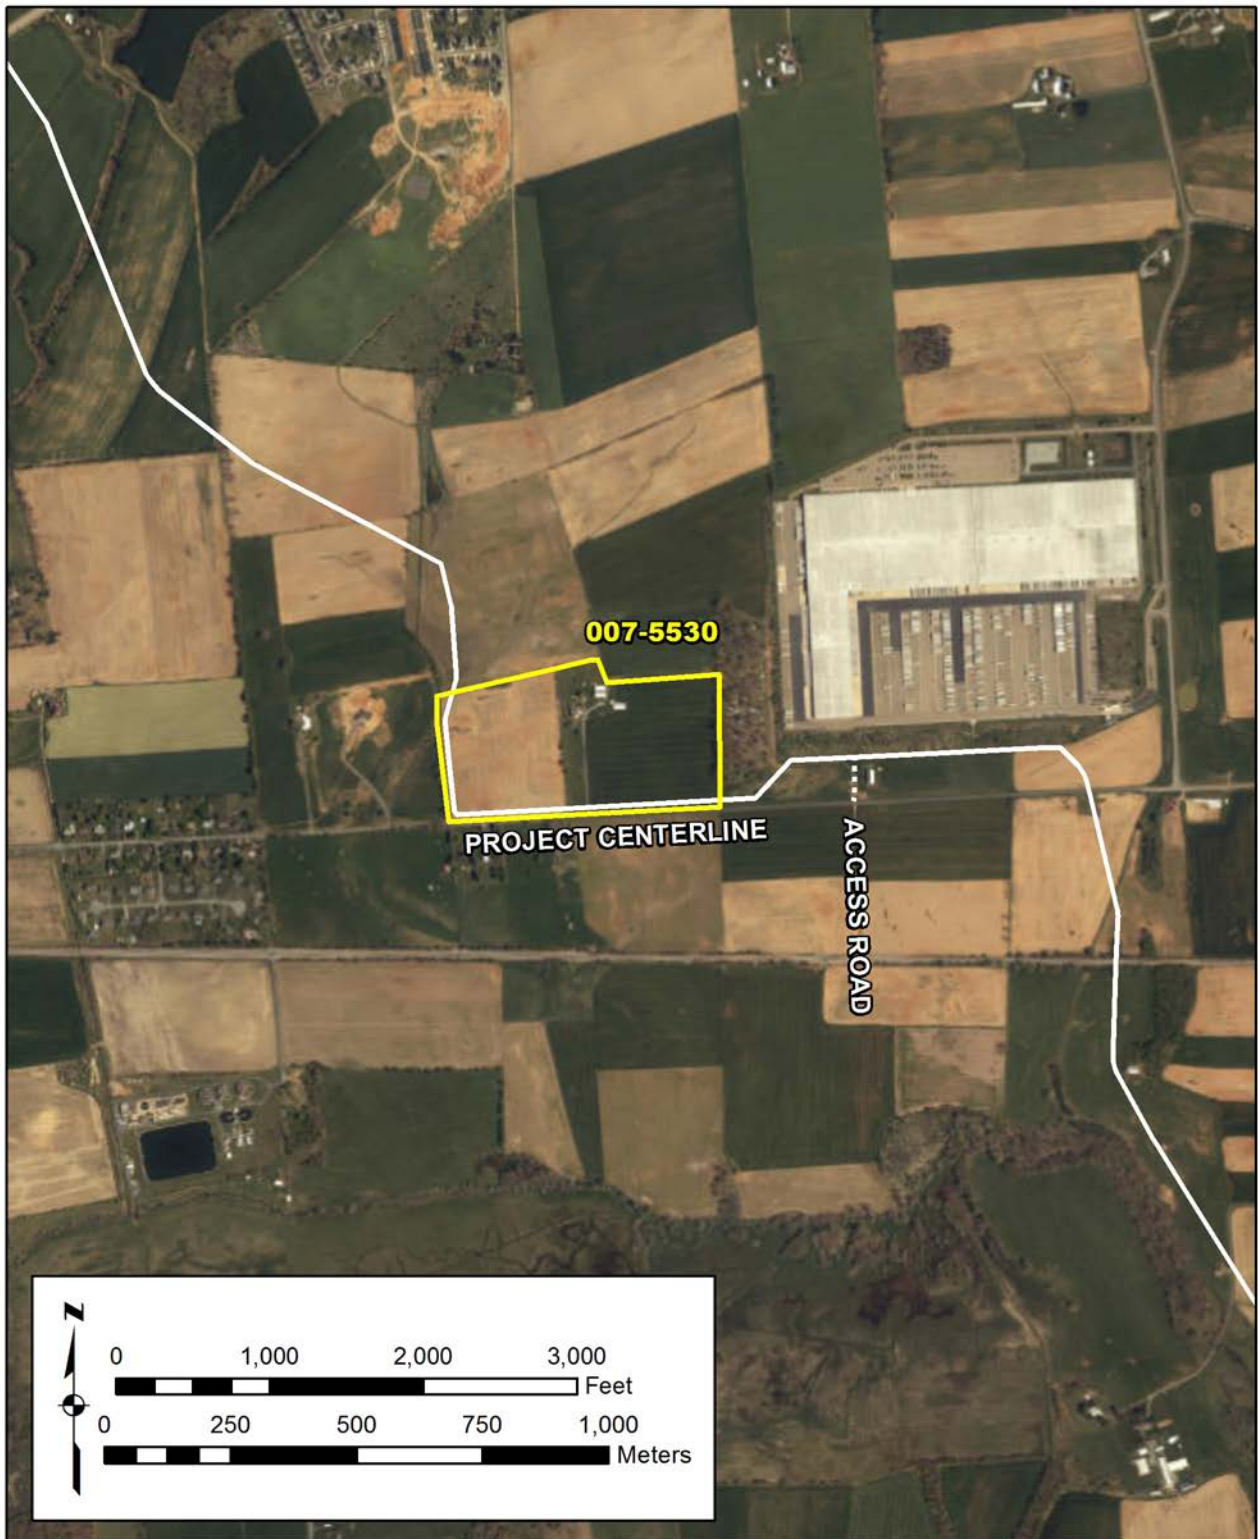 007-5530
PROJECT CENTERLINE
ACCESS ROAD
N
0 1,000 2,000 3,000
Feet
0 250 500 750 1,000
Meters